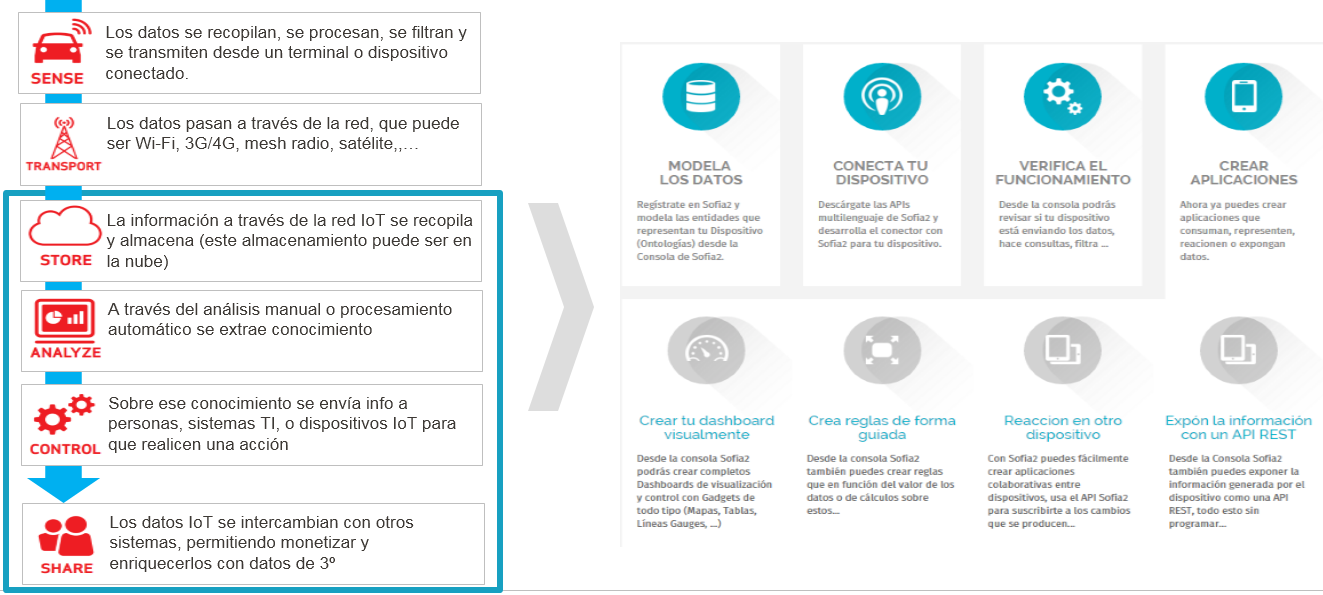 SENSE
Los datos se recopilan, se procesan, se filtran y
se transmiten desde un terminal o dispositivo
conectado.
TRANSPORT
Los datos pasan a través de la red, que puede
ser Wi-Fi, 3G/4G, mesh radio, satélite,,…
STORE
La información a través de la red IoT se recopila
y almacena (este almacenamiento puede ser en
la nube)
ANALYZE
A través del análisis manual o procesamiento
automático se extrae conocimiento
CONTROL
Sobre ese conocimiento se envía info a
personas, sistemas TI, o dispositivos IoT para
que realicen una acción
SHARE
Los datos IoT se intercambian con otros
sistemas, permitiendo monetizar y
enriquecerlos con datos de 3º
MODELA
LOS DATOS
Regístrate en Sofia2 y
modela las entidades que
representan tu Dispositivo
(Ontologías) desde la
Consola de Sofia2.
CONECTA TU
DISPOSITIVO
Descárgate las APIs
multilenguaje de Sofia2 y
desarrolla el conector con
Sofia2 para tu dispositivo.
VERIFICA EL
FUNCIONAMIENTO
Desde la consola podrás
revisar si tu dispositivo
está enviando los datos,
hace consultas, filtra ...
CREAR
APLICACIONES
Ahora ya puedes crear
aplicaciones que
consuman, representen,
reacionen o expongan
datos.
Crear tu dashboard
visualmente
Desde la consola Sofia2
podrás crear completos
Dashboards de visualización
y control con Gadgets de
todo tipo (Mapas, Tablas,
Líneas Gauges, ...)
Crea reglas de forma
guiada
Desde la consola Sofia2
también puedes crear reglas
que en función del valor de los
datos o de cálculos sobre
estos...
Reaccion en otro
dispositivo
Con Sofia2 puedes fácilmente
crear aplicaciones
colaborativas entre
dispositivos, usa el API Sofia2
para suscribirte a los cambios
que se producen...
Expón la información
con un API REST
Desde la Consola Sofia2
también puedes exponer la
información generada por el
dispositivo como una API
REST, todo esto sin
programar...